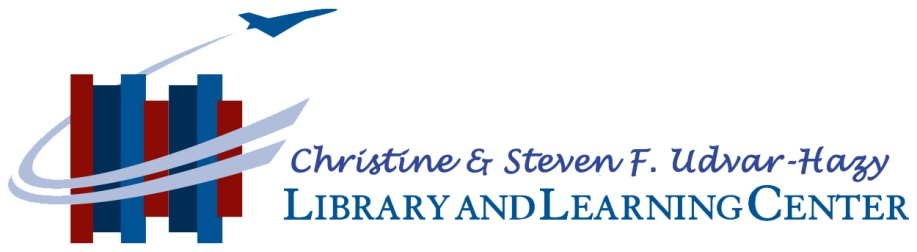 Christine & Steven F. Udvar-Hazy
LIBRARY AND LEARNING CENTER